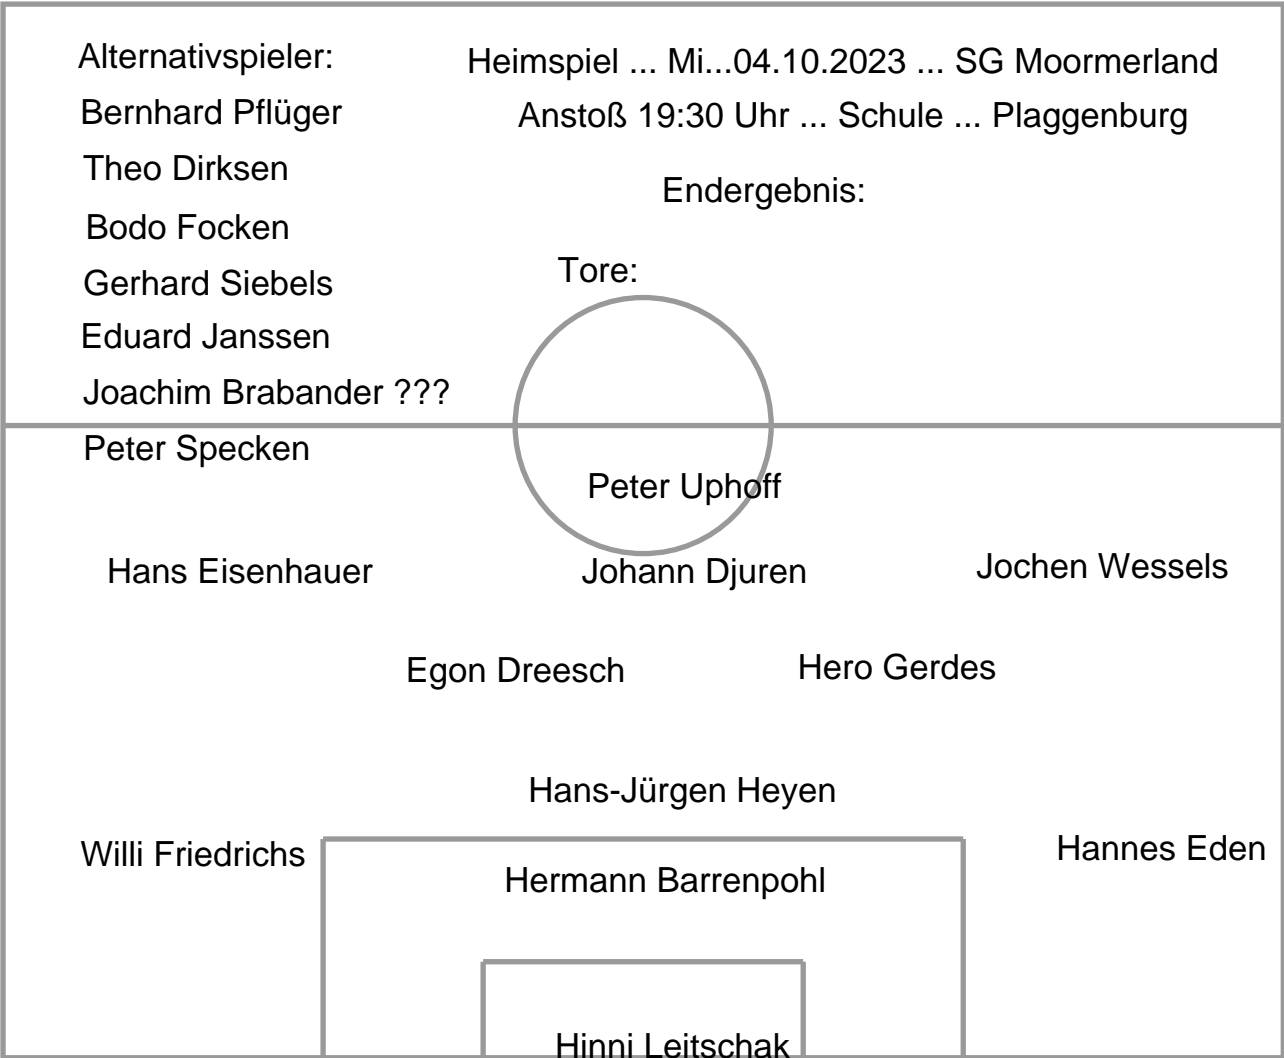 Alternativspieler:
Bernhard Pflüger
Theo Dirksen
Bodo Focken
Gerhard Siebels
Eduard Janssen
Joachim Brabander ???
Peter Specken
Heimspiel ... Mi...04.10.2023 ... SG Moormerland
Anstoß 19:30 Uhr ... Schule ... Plaggenburg
Endergebnis:
Tore:
Peter Uphoff
Hans Eisenhauer
Johann Djuren
Jochen Wessels
Egon Dreesch
Hero Gerdes
Hans-Jürgen Heyen
Willi Friedrichs
Hannes Eden
Hermann Barrenpohl
Hinni Leitschak